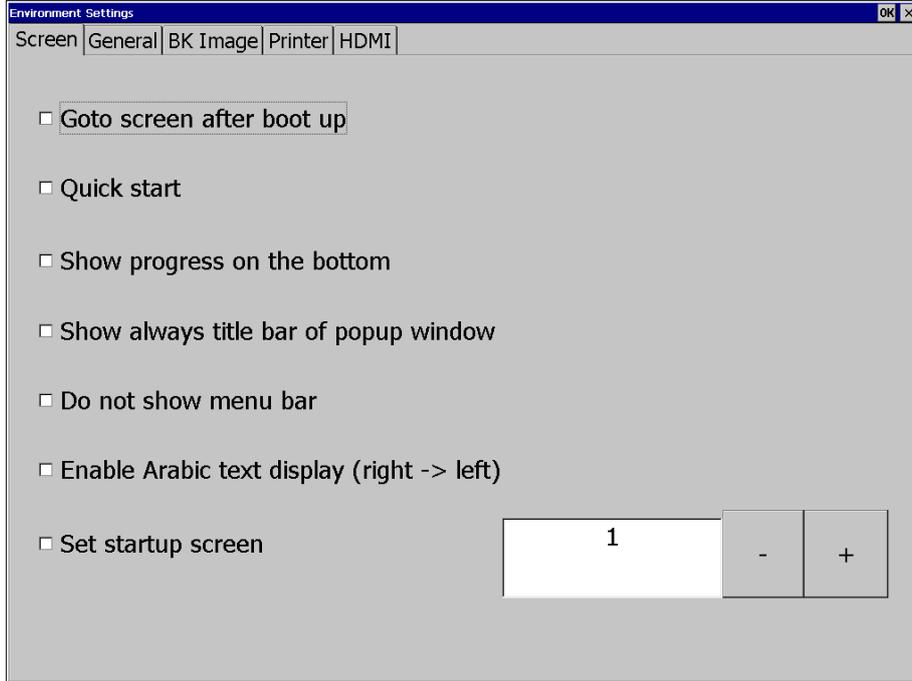 Environment Settings OK ×
Screen General BK Image Printer HDMI
Goto screen after boot up
Quick start
Show progress on the bottom
Show always title bar of popup window
Do not show menu bar
Enable Arabic text display (right -> left)
Set startup screen 1 - +